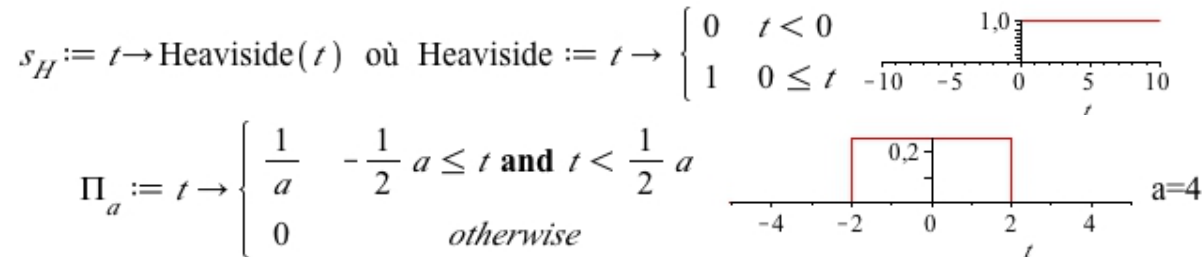 s_H := t → Heaviside(t) où Heaviside := t → { 0 t < 0
1 0 ≤ t
1,0
-10 -5 0 5 10
t
Π_a := t → { 1/a -1/2 a ≤ t and t < 1/2 a
0 otherwise
0,2
-4 -2 0 2 4
t
a=4